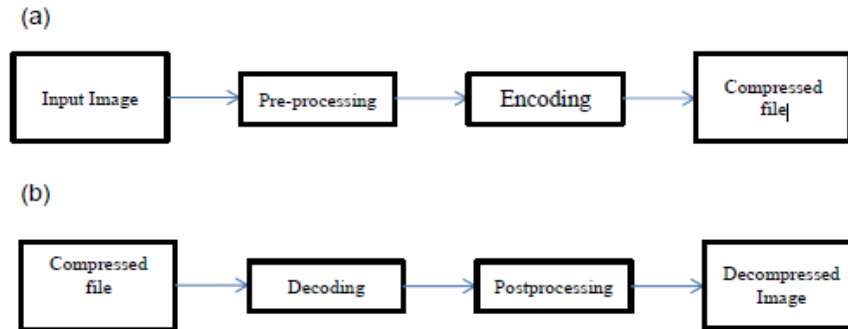 (a)
Input Image
Pre-processing
Encoding
Compressed
file
(b)
Compressed
file
Decoding
Postprocessing
Decompressed
Image